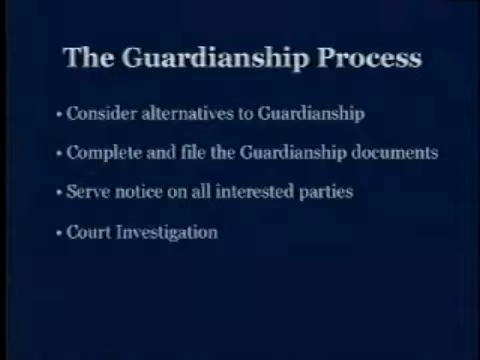 The Guardianship Process
• Consider alternatives to Guardianship
• Complete and file the Guardianship documents
• Serve notice on all interested parties
• Court Investigation